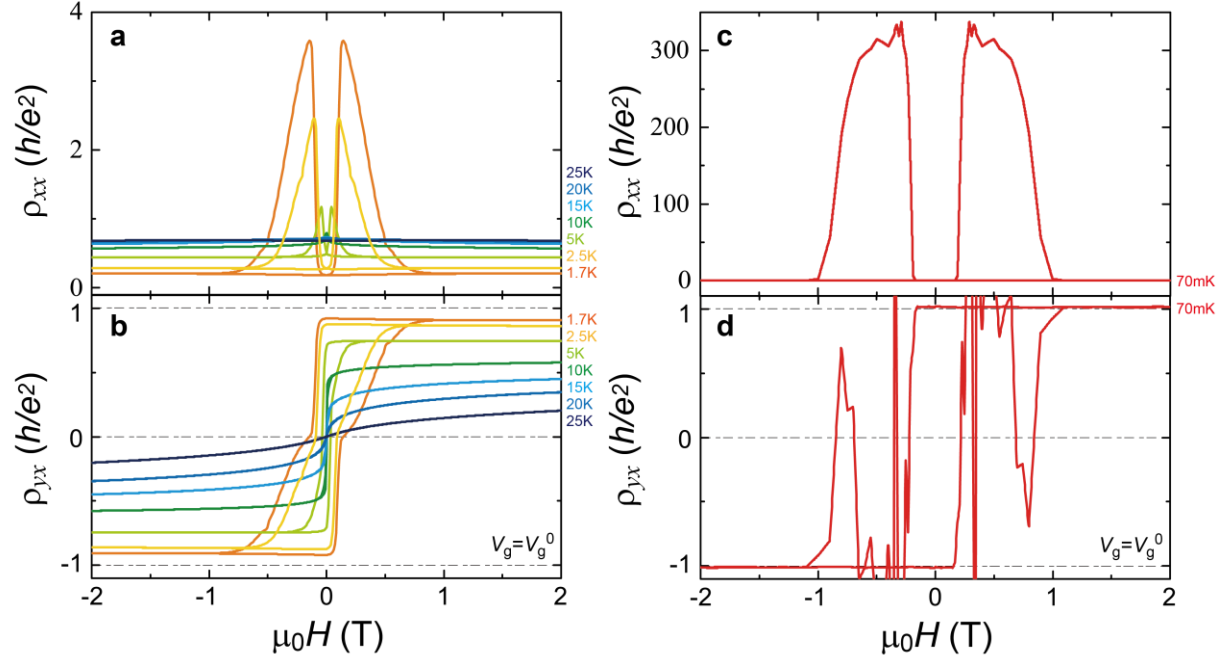 a
ρxx (h/e²)
4
2
0
25K
20K
15K
10K
5K
2.5K
1.7K
b
ρyx (h/e²)
1
0
-1
1.7K
2.5K
5K
10K
15K
20K
25K
Vg=Vg⁰
-2 -1 0 1 2
μ₀H (T)
c
ρxx (h/e²)
300
200
100
0
70mK
d
ρyx (h/e²)
1
0
-1
70mK
Vg=Vg⁰
-2 -1 0 1 2
μ₀H (T)